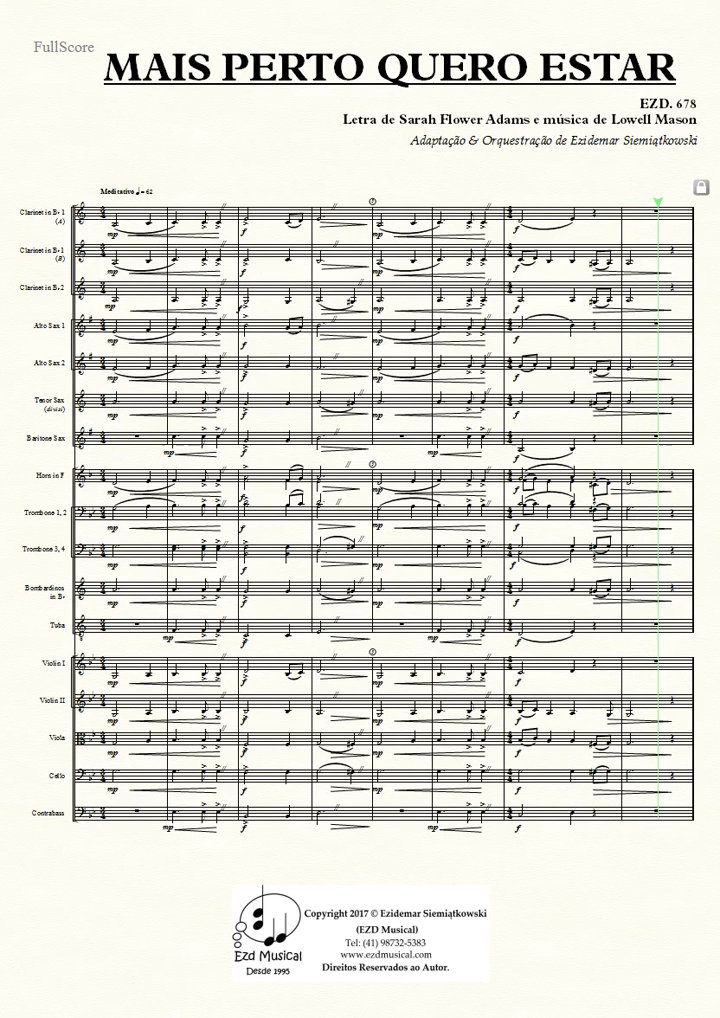 FullScore
MAIS PERTO QUERO ESTAR
EZD. 678
Letra de Sarah Flower Adams e música de Lowell Mason
Adaptação & Orquestração de Ezidemar Siemiątkowski
Meditativo ♩ = 62
Clarinet in B♭ 1
(A)
Clarinet in B♭ 1
(B)
Clarinet in B♭ 2
Alto Sax 1
Alto Sax 2
Tenor Sax
(divisi)
Baritone Sax
Horn in F
Trombone 1, 2
Trombone 3, 4
Bombardinos
in B♭
Tuba
Violin I
Violin II
Viola
Cello
Contrabass
Copyright 2017 © Ezidemar Siemiątkowski
(EZD Musical)
Tel: (41) 98732-5383
www.ezdmusical.com
Direitos Reservados ao Autor.
Ezd Musical
Desde 1995